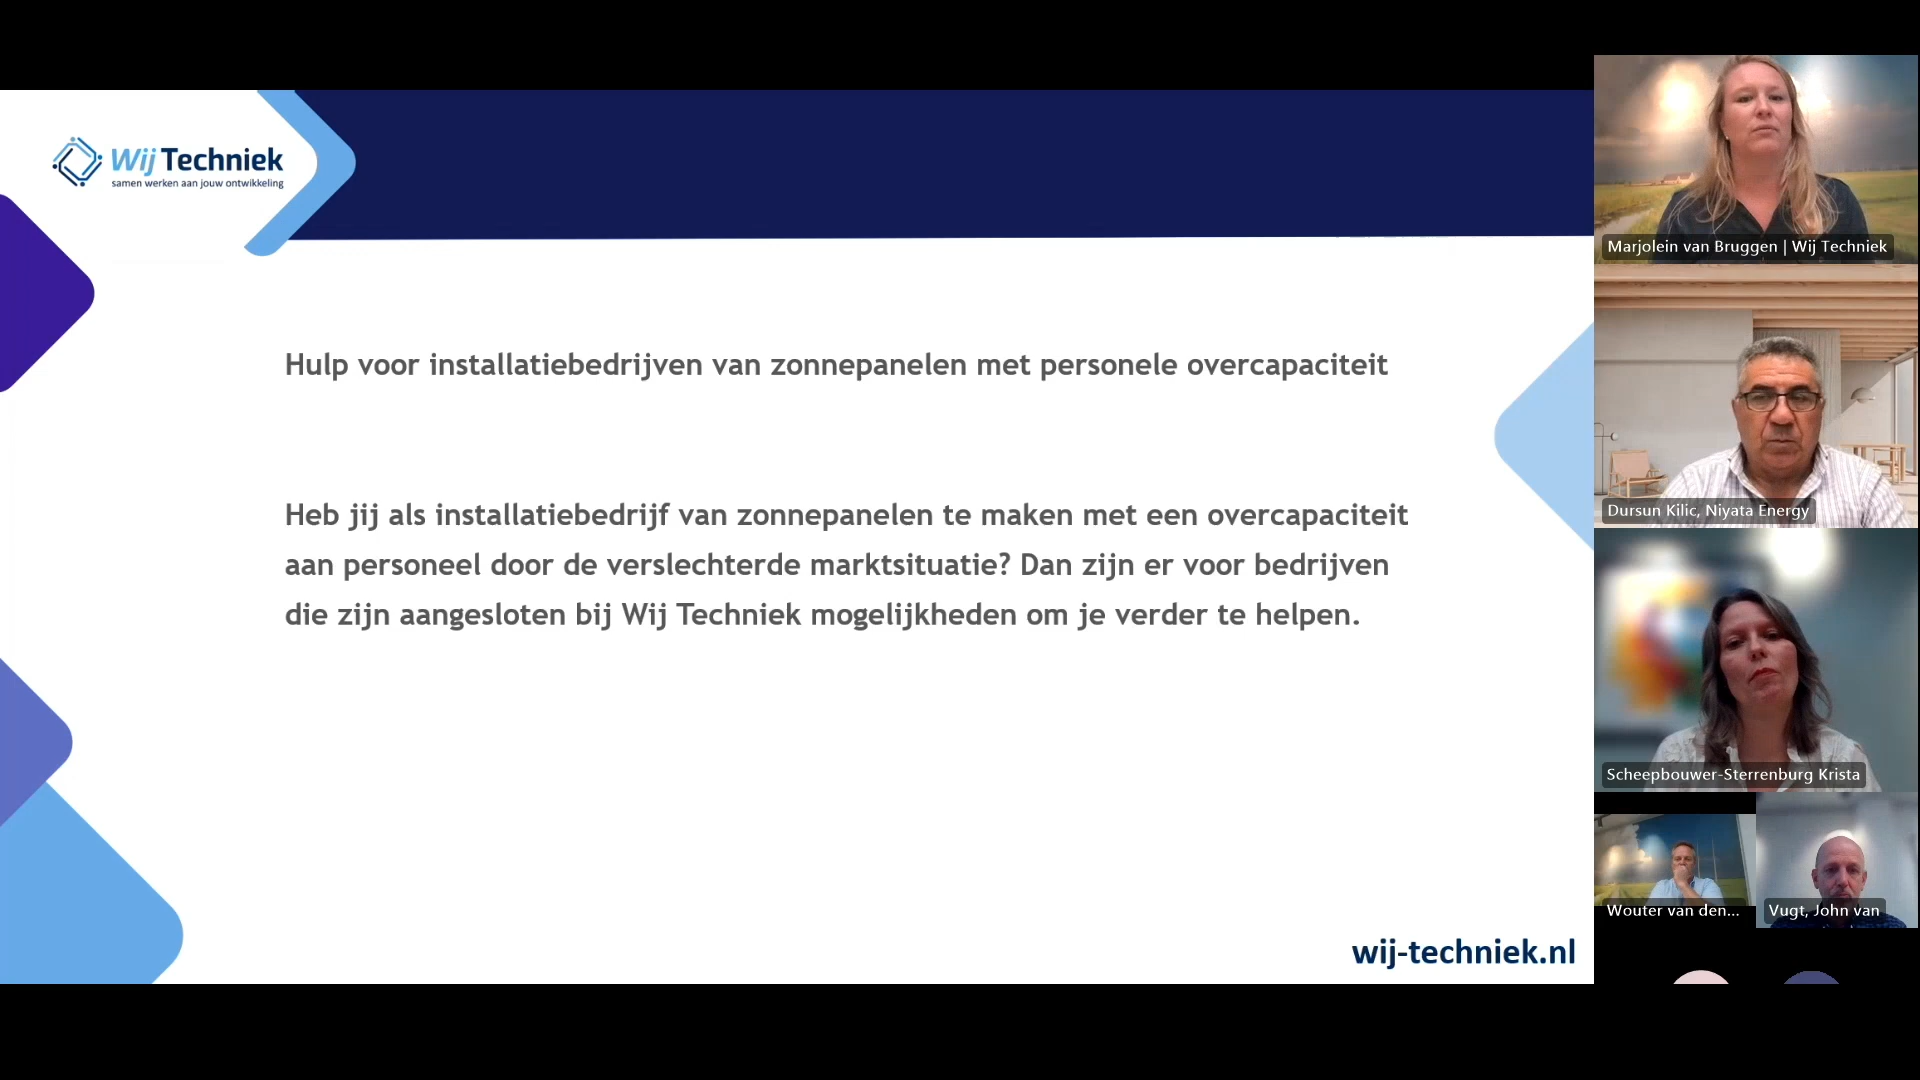 Wij Techniek
samen werken aan jouw ontwikkeling
Hulp voor installatiebedrijven van zonnepanelen met personele overcapaciteit
Heb jij als installatiebedrijf van zonnepanelen te maken met een overcapaciteit
aan personeel door de verslechterde marktsituatie? Dan zijn er voor bedrijven
die zijn aangesloten bij Wij Techniek mogelijkheden om je verder te helpen.
wij-techniek.nl
Marjolein van Bruggen | Wij Techniek
Dursun Kilic, Niyata Energy
Scheepbouwer-Sterrenburg Krista
Wouter van den...
Vugt, John van